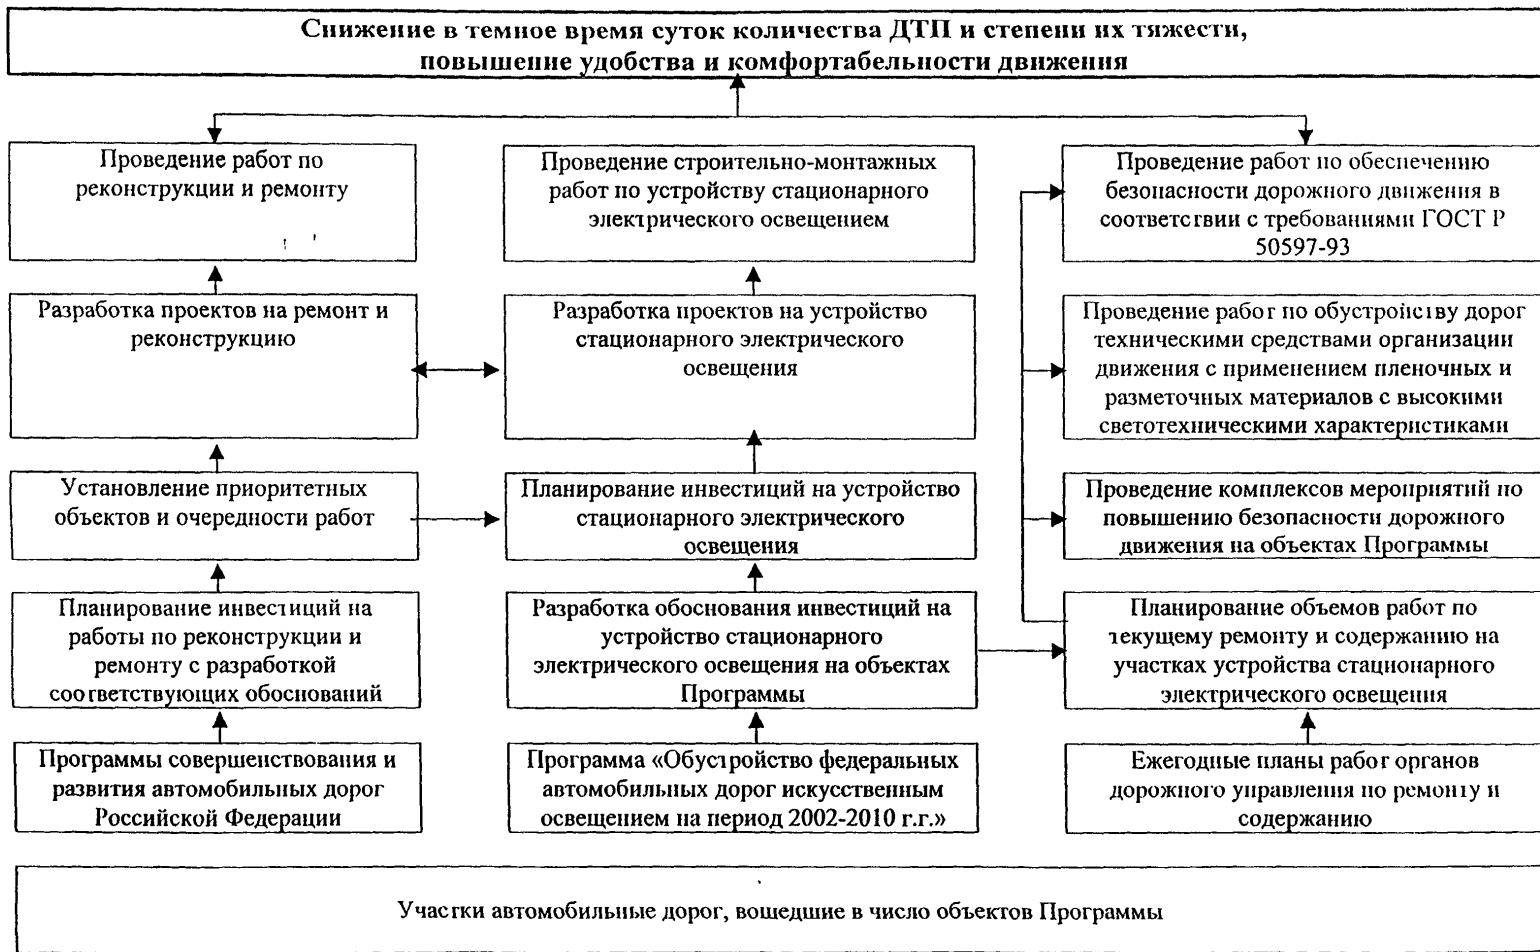 Снижение в темное время суток количества ДТП и степени их тяжести,
повышение удобства и комфортабельности движения
Проведение работ по
реконструкции и ремонту
Проведение строительно-монтажных
работ по устройству стационарного
электрического освещением
Проведение работ по обеспечению
безопасности дорожного движения в
соответствии с требованиями ГОСТ Р
50597-93
Разработка проектов на ремонт и
реконструкцию
Разработка проектов на устройство
стационарного электрического
освещения
Проведение работ по обустройству дорог
техническими средствами организации
движения с применением пленочных и
разметочных материалов с высокими
светотехническими характеристиками
Установление приоритетных
объектов и очередности работ
Планирование инвестиций на устройство
стационарного электрического
освещения
Проведение комплексов мероприятий по
повышению безопасности дорожного
движения на объектах Программы
Планирование инвестиций на
работы по реконструкции и
ремонту с разработкой
соответствующих обоснований
Разработка обоснования инвестиций на
устройство стационарного
электрического освещения на объектах
Программы
Планирование объемов работ по
текущему ремонту и содержанию на
участках устройства стационарного
электрического освещения
Программы совершенствования и
развития автомобильных дорог
Российской Федерации
Программа «Обустройство федеральных
автомобильных дорог искусственным
освещением на период 2002-2010 г.г.»
Ежегодные планы работ органов
дорожного управления по ремонту и
содержанию
Участки автомобильные дорог, вошедшие в число объектов Программы